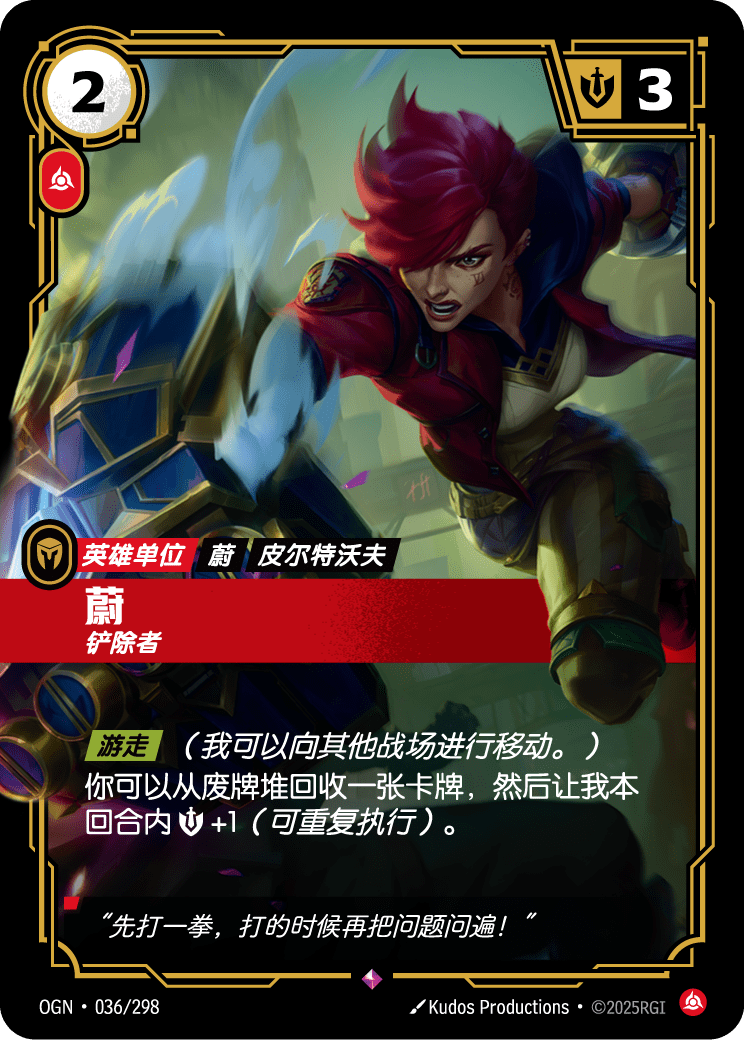 2
3
英雄单位 蔚 皮尔特沃夫
蔚
铲除者
游走 （我可以向其他战场进行移动。）
你可以从废牌堆回收一张卡牌，然后让我本
回合内 +1（可重复执行）。
“先打一拳，打的时候再把问题问遍！”
OGN • 036/298 Kudos Productions • ©2025RGI